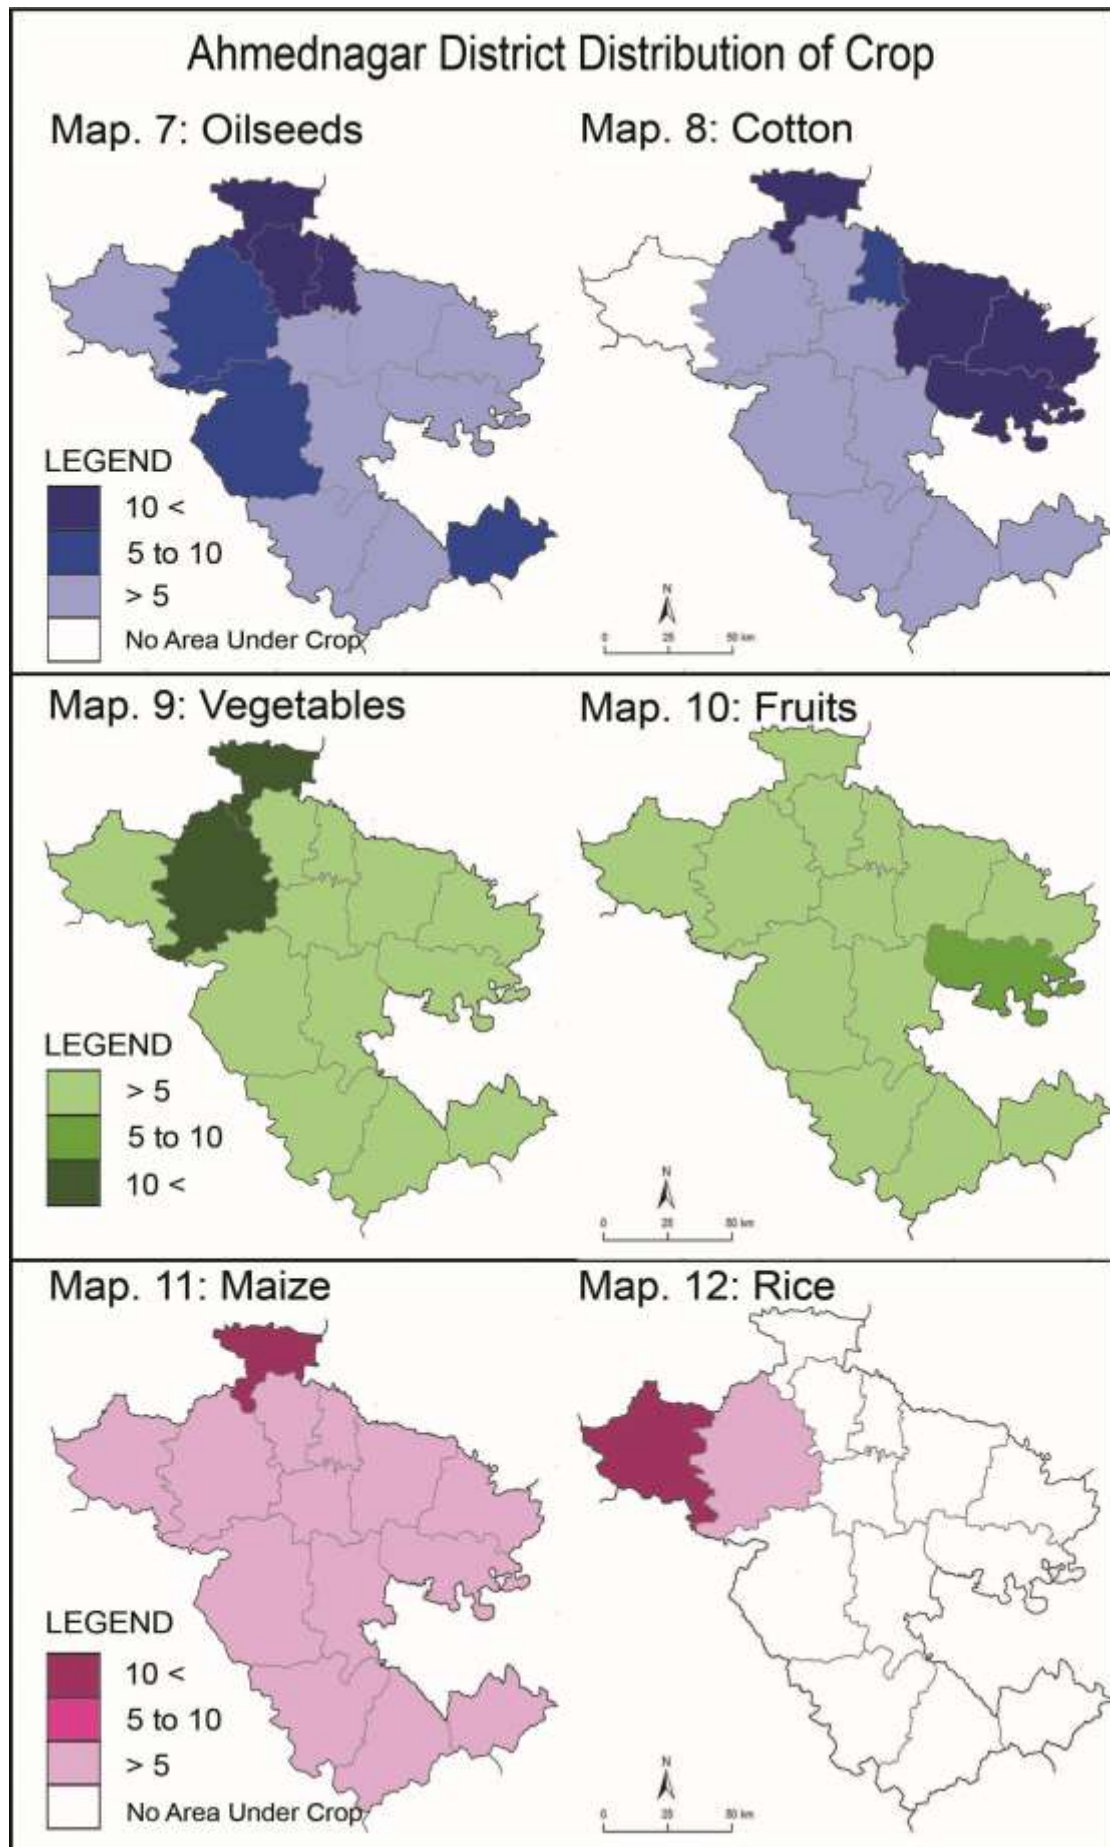 Ahmednagar District Distribution of Crop
Map. 7: Oilseeds
Map. 8: Cotton
LEGEND
10 <
5 to 10
> 5
No Area Under Crop
N
0 25 50 km
Map. 9: Vegetables
Map. 10: Fruits
LEGEND
> 5
5 to 10
10 <
N
0 25 50 km
Map. 11: Maize
Map. 12: Rice
LEGEND
10 <
5 to 10
> 5
No Area Under Crop
N
0 25 50 km